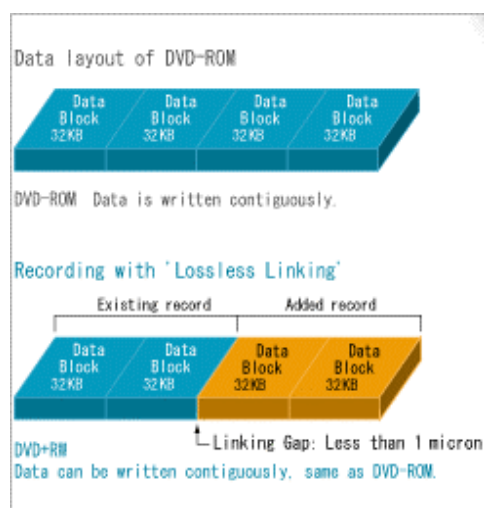 Data layout of DVD-ROM
Data Block 32KB
Data Block 32KB
Data Block 32KB
Data Block 32KB
DVD-ROM Data is written contiguously.
Recording with 'Lossless Linking'
Existing record Added record
Data Block 32KB
Data Block 32KB
Data Block 32KB
Data Block 32KB
Linking Gap: Less than 1 micron
DVD+RW
Data can be written contiguously, same as DVD-ROM.